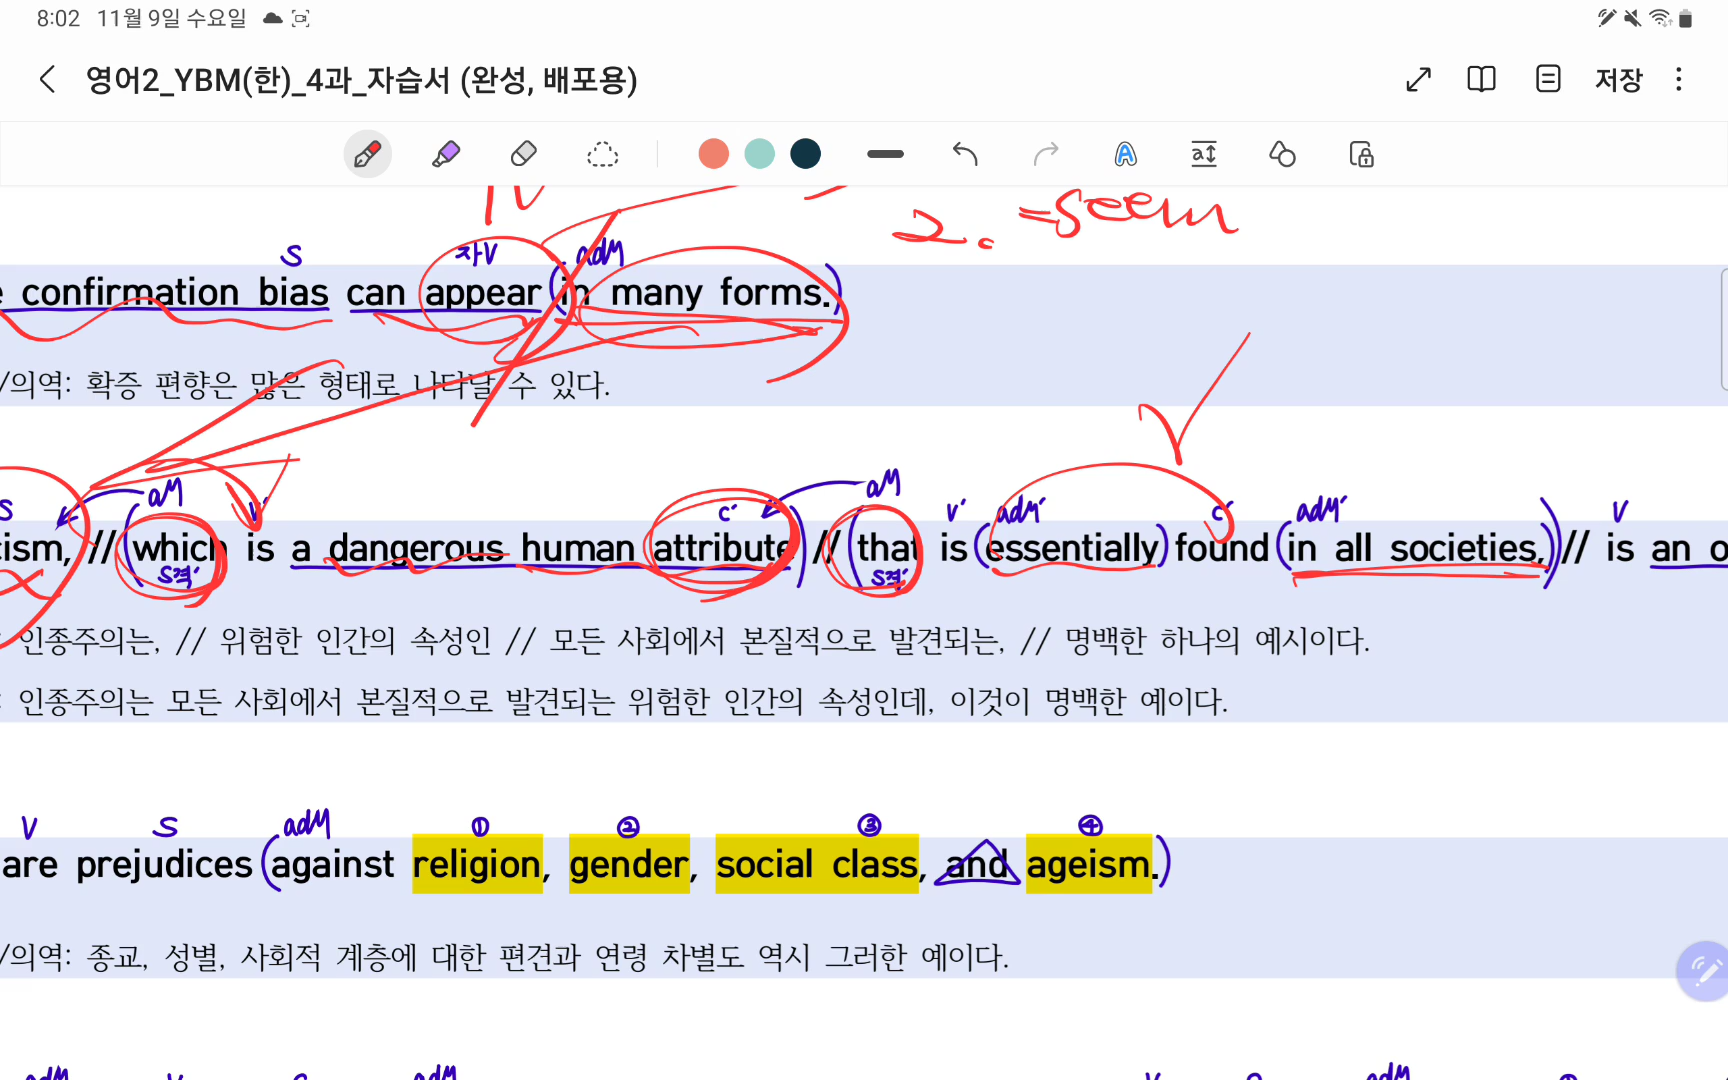 8:02 11월 9일 수요일
영어2_YBM(한)_4과_자습서 (완성, 배포용)
저장
2. =seem
S 자V adM
confirmation bias can appear (in many forms.)
/의역: 확증 편향은 많은 형태로 나타날 수 있다.
S aM V' C' aM V' adM' C' adM' V
cism, // (which is a dangerous human attribute) // (that is (essentially) found (in all societies,)) // is an o
S격' S격'
인종주의는, // 위험한 인간의 속성인 // 모든 사회에서 본질적으로 발견되는, // 명백한 하나의 예시이다.
: 인종주의는 모든 사회에서 본질적으로 발견되는 위험한 인간의 속성인데, 이것이 명백한 예이다.
V S adM ① ② ③ ④
are prejudices (against religion, gender, social class, and ageism.)
/의역: 종교, 성별, 사회적 계층에 대한 편견과 연령 차별도 역시 그러한 예이다.